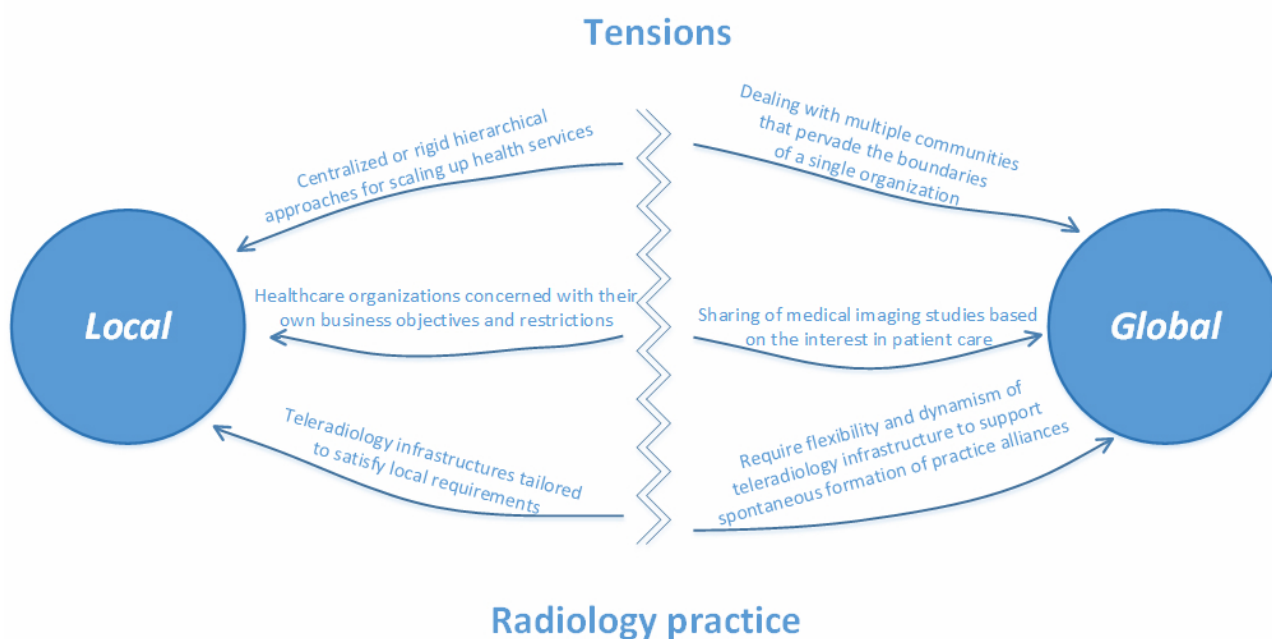 Tensions
Centralized or rigid hierarchical
approaches for scaling up health services
Dealing with multiple communities
that pervade the boundaries
of a single organization
Local
Healthcare organizations concerned with their
own business objectives and restrictions
Sharing of medical imaging studies based
on the interest in patient care
Global
Teleradiology infrastructures tailored
to satisfy local requirements
Require flexibility and dynamism of
teleradiology infrastructure to support
spontaneous formation of practice alliances
Radiology practice